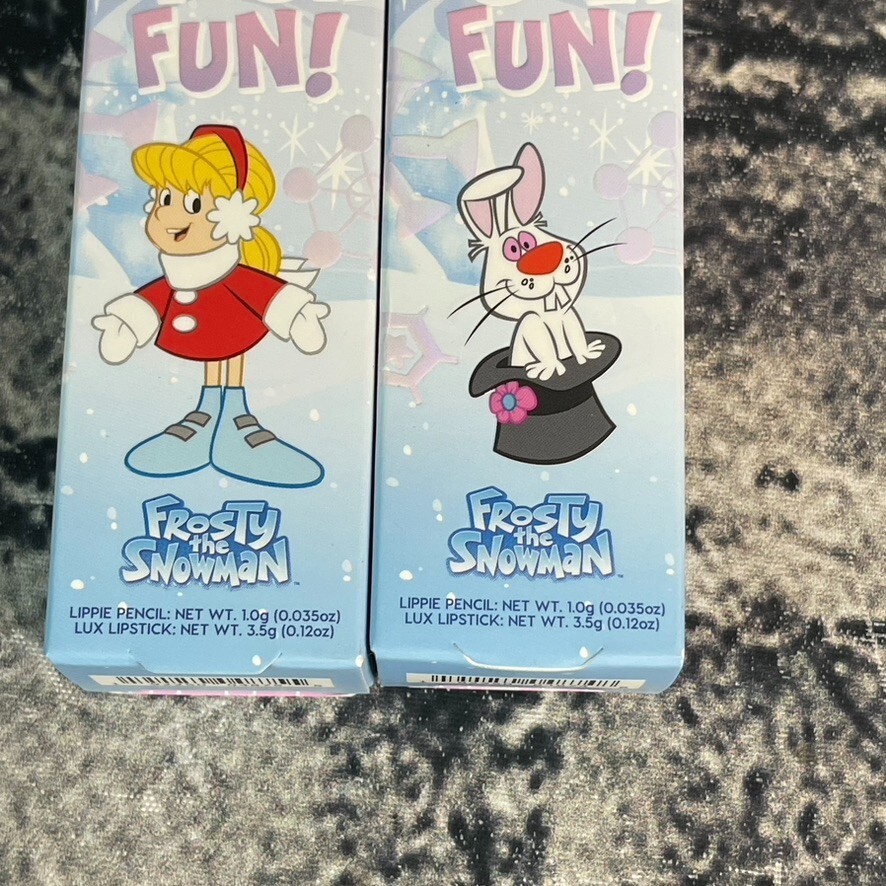 FUN!
FROSTY
the
SNOWMAN™
LIPPIE PENCIL: NET WT. 1.0g (0.035oz)
LUX LIPSTICK: NET WT. 3.5g (0.12oz)
FUN!
FROSTY
the
SNOWMAN™
LIPPIE PENCIL: NET WT. 1.0g (0.035oz)
LUX LIPSTICK: NET WT. 3.5g (0.12oz)